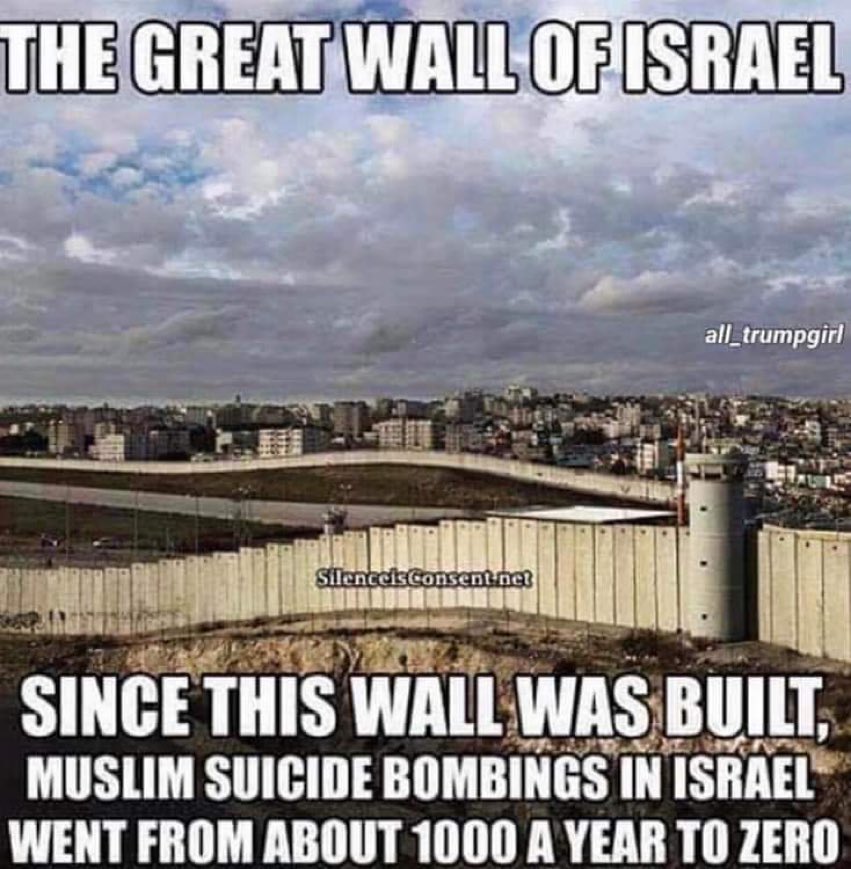 THE GREAT WALL OF ISRAEL
all_trumpgirl
SilenceisConsent.net
SINCE THIS WALL WAS BUILT,
MUSLIM SUICIDE BOMBINGS IN ISRAEL
WENT FROM ABOUT 1000 A YEAR TO ZERO